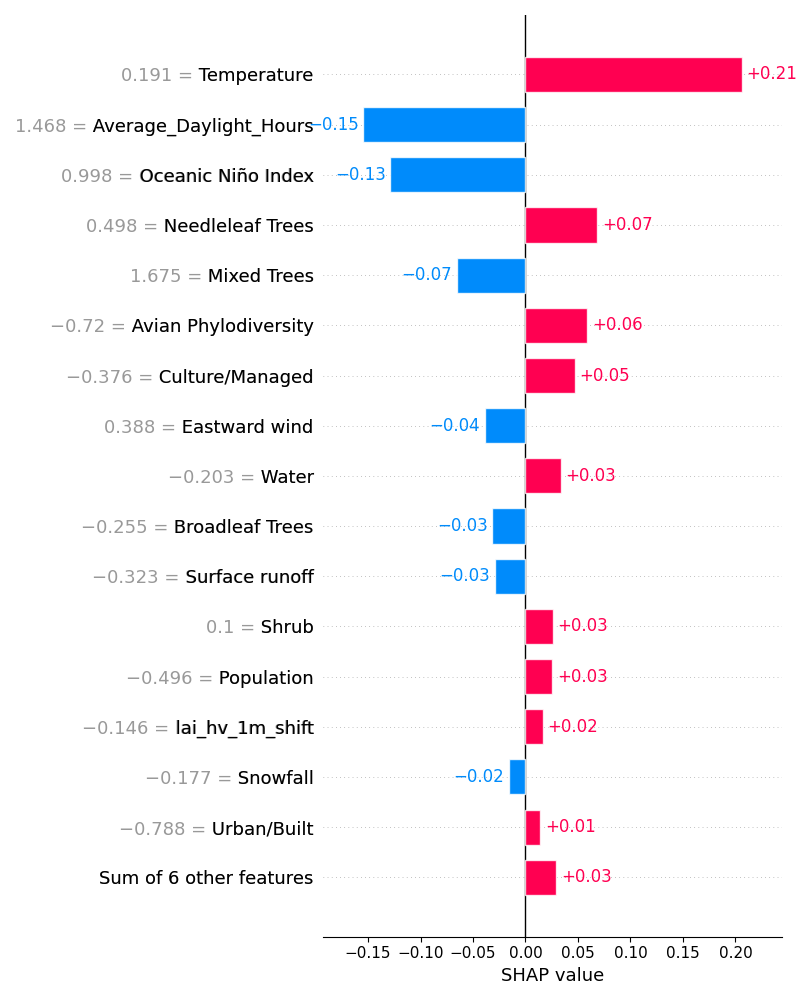 0.191 = Temperature +0.21
1.468 = Average_Daylight_Hours −0.15
0.998 = Oceanic Niño Index −0.13
0.498 = Needleleaf Trees +0.07
1.675 = Mixed Trees −0.07
−0.72 = Avian Phylodiversity +0.06
−0.376 = Culture/Managed +0.05
0.388 = Eastward wind −0.04
−0.203 = Water +0.03
−0.255 = Broadleaf Trees −0.03
−0.323 = Surface runoff −0.03
0.1 = Shrub +0.03
−0.496 = Population +0.03
−0.146 = lai_hv_1m_shift +0.02
−0.177 = Snowfall −0.02
−0.788 = Urban/Built +0.01
Sum of 6 other features +0.03
−0.15 −0.10 −0.05 0.00 0.05 0.10 0.15 0.20
SHAP value